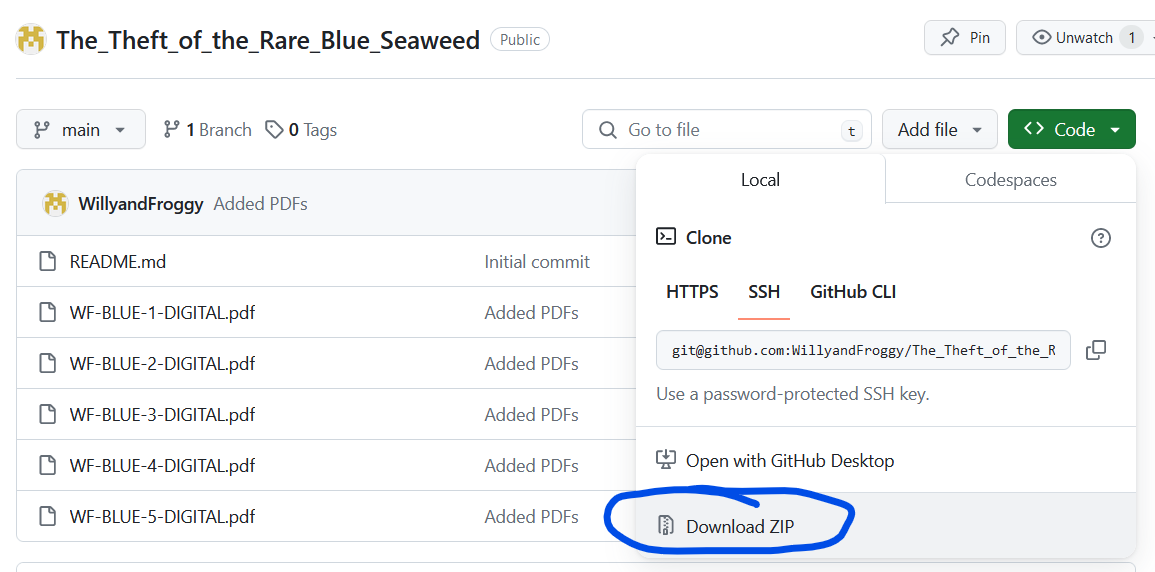 The_Theft_of_the_Rare_Blue_Seaweed Public Pin Unwatch 1
main 1 Branch 0 Tags Go to file t Add file Code
Local Codespaces
WillyandFroggy Added PDFs
Clone
README.md Initial commit
HTTPS SSH GitHub CLI
WF-BLUE-1-DIGITAL.pdf Added PDFs
git@github.com:WillyandFroggy/The_Theft_of_the_R
WF-BLUE-2-DIGITAL.pdf Added PDFs
Use a password-protected SSH key.
WF-BLUE-3-DIGITAL.pdf Added PDFs
WF-BLUE-4-DIGITAL.pdf Added PDFs
Open with GitHub Desktop
WF-BLUE-5-DIGITAL.pdf Added PDFs
Download ZIP